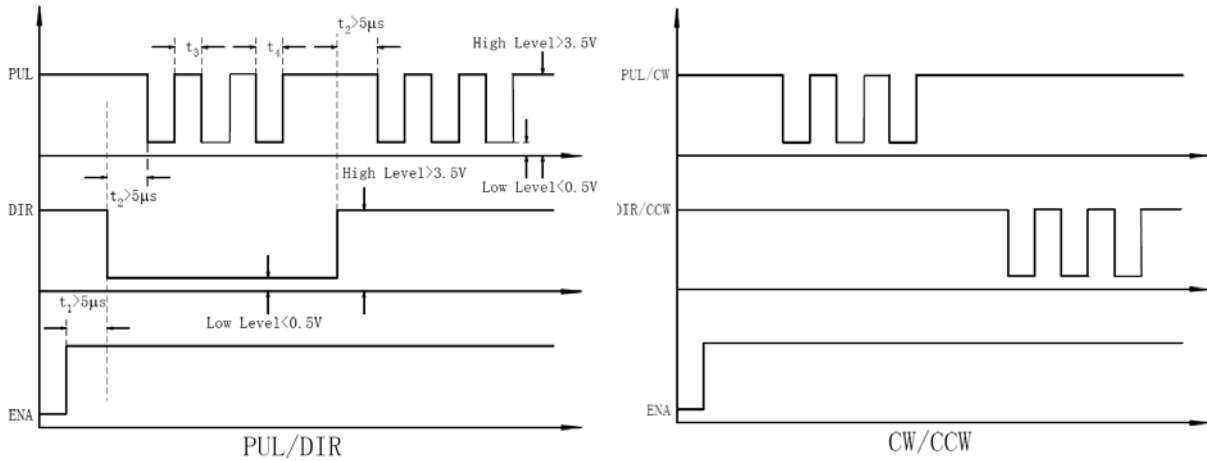 t₂>5μs
High Level>3.5V
t₃
t₄
PUL
Low Level<0.5V
t₂>5μs
High Level>3.5V
DIR
t₁>5μs
Low Level<0.5V
ENA
PUL/DIR
PUL/CW
DIR/CCW
ENA
CW/CCW